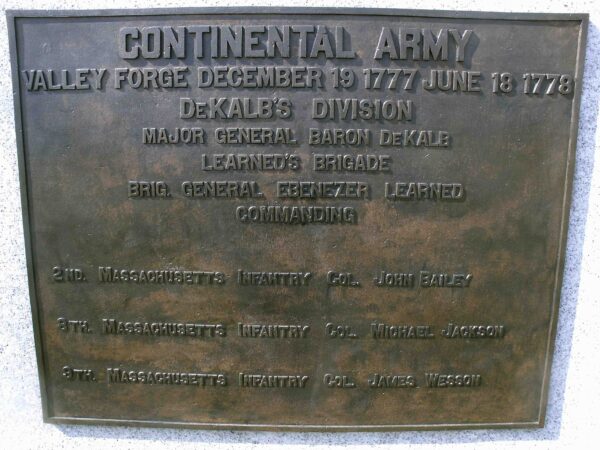 CONTINENTAL ARMY
VALLEY FORGE DECEMBER 19 1777 JUNE 18 1778
DEKALB'S DIVISION
MAJOR GENERAL BARON DEKALB
LEARNED'S BRIGADE
BRIG. GENERAL EBENEZER LEARNED
COMMANDING
2ND. MASSACHUSETTS INFANTRY COL. JOHN BAILEY
8TH. MASSACHUSETTS INFANTRY COL. MICHAEL JACKSON
9TH. MASSACHUSETTS INFANTRY COL. JAMES WESSON